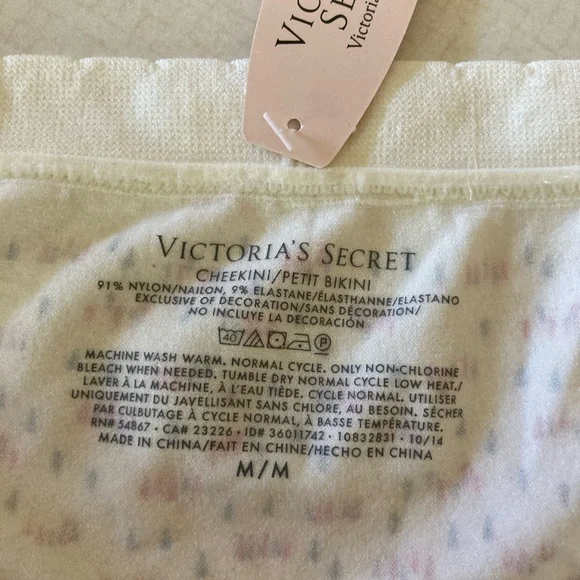 VIC
SE
Victoria
VICTORIA'S SECRET
CHEEKINI/PETIT BIKINI
91% NYLON/NAILON, 9% ELASTANE/ÉLASTHANNE/ELASTANO
EXCLUSIVE OF DECORATION/SANS DÉCORATION/
NO INCLUYE LA DECORACIÓN
40 P
MACHINE WASH WARM. NORMAL CYCLE. ONLY NON-CHLORINE
BLEACH WHEN NEEDED. TUMBLE DRY NORMAL CYCLE LOW HEAT./
LAVER À LA MACHINE, À L'EAU TIÈDE. CYCLE NORMAL. UTILISER
UNIQUEMENT DU JAVELLISANT SANS CHLORE, AU BESOIN. SÉCHER
PAR CULBUTAGE À CYCLE NORMAL, À BASSE TEMPÉRATURE.
RN# 54867 • CA# 23226 • ID# 36011742 • 10832831 • 10/14
MADE IN CHINA/FAIT EN CHINE/HECHO EN CHINA
M/M